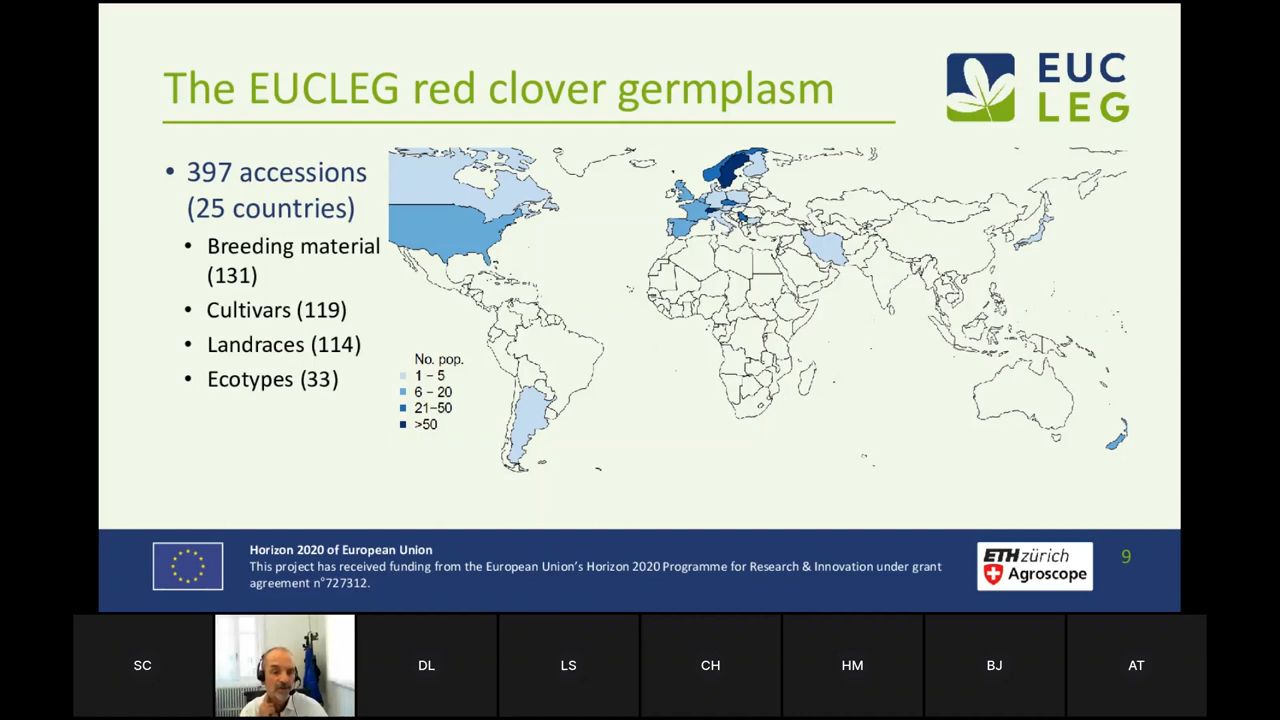 The EUCLEG red clover germplasm
EUC
LEG
• 397 accessions
(25 countries)
• Breeding material
(131)
• Cultivars (119)
• Landraces (114)
• Ecotypes (33)
No. pop.
1 – 5
6 – 20
21–50
>50
Horizon 2020 of European Union
This project has received funding from the European Union's Horizon 2020 Programme for Research & Innovation under grant
agreement n°727312.
ETH zürich
Agroscope
9
SC
DL
LS
CH
HM
BJ
AT